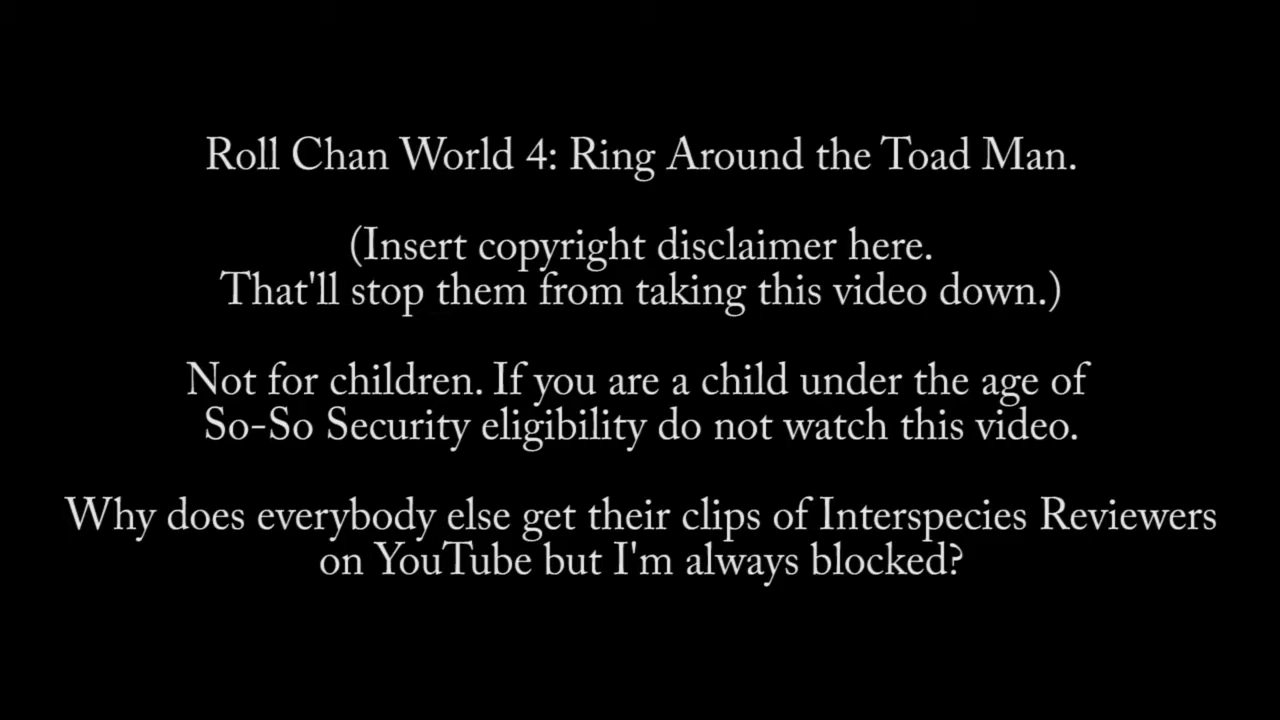 Roll Chan World 4: Ring Around the Toad Man.
(Insert copyright disclaimer here.
That'll stop them from taking this video down.)
Not for children. If you are a child under the age of
So-So Security eligibility do not watch this video.
Why does everybody else get their clips of Interspecies Reviewers
on YouTube but I'm always blocked?